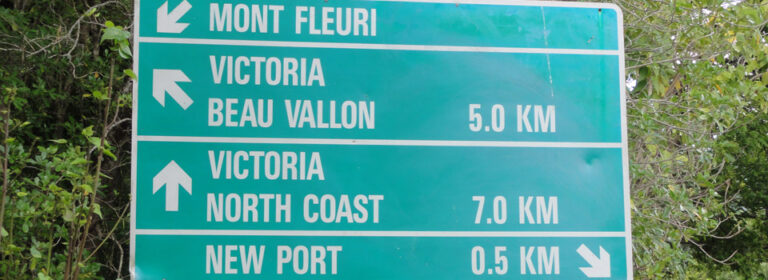 MONT FLEURI
VICTORIA
BEAU VALLON 5.0 KM
VICTORIA
NORTH COAST 7.0 KM
NEW PORT 0.5 KM